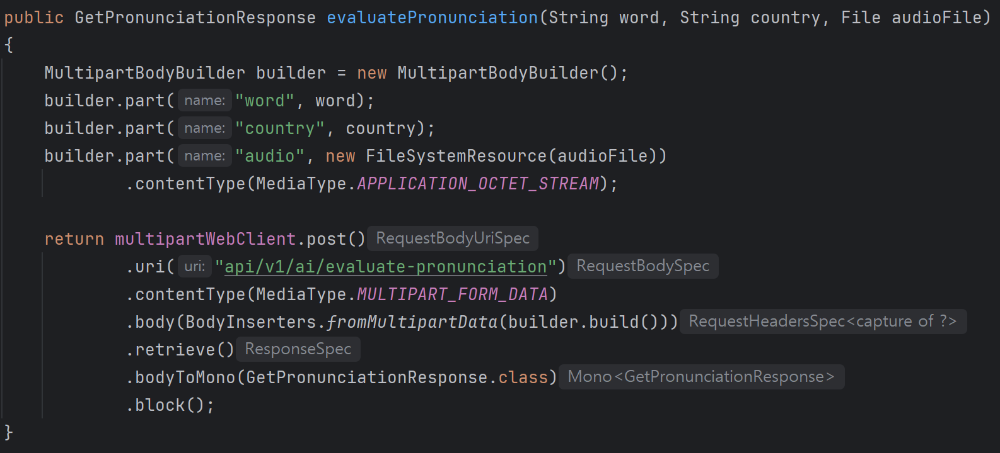 public GetPronunciationResponse evaluatePronunciation(String word, String country, File audioFile)
{
MultipartBodyBuilder builder = new MultipartBodyBuilder();
builder.part( name: "word", word);
builder.part( name: "country", country);
builder.part( name: "audio", new FileSystemResource(audioFile))
.contentType(MediaType.APPLICATION_OCTET_STREAM);
return multipartWebClient.post() RequestBodyUriSpec
.uri( uri: "api/v1/ai/evaluate-pronunciation") RequestBodySpec
.contentType(MediaType.MULTIPART_FORM_DATA)
.body(BodyInserters.fromMultipartData(builder.build())) RequestHeadersSpec<capture of ?>
.retrieve() ResponseSpec
.bodyToMono(GetPronunciationResponse.class) Mono<GetPronunciationResponse>
.block();
}